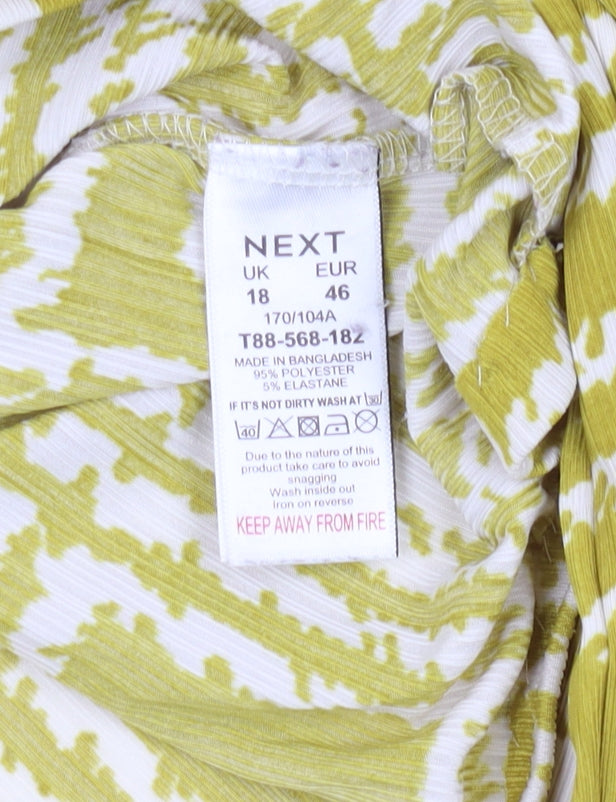 NEXT
UK EUR
18 46
170/104A
T88-568-182
MADE IN BANGLADESH
95% POLYESTER
5% ELASTANE
IF IT'S NOT DIRTY WASH AT 30
40
Due to the nature of this
product take care to avoid
snagging
Wash inside out
Iron on reverse
KEEP AWAY FROM FIRE